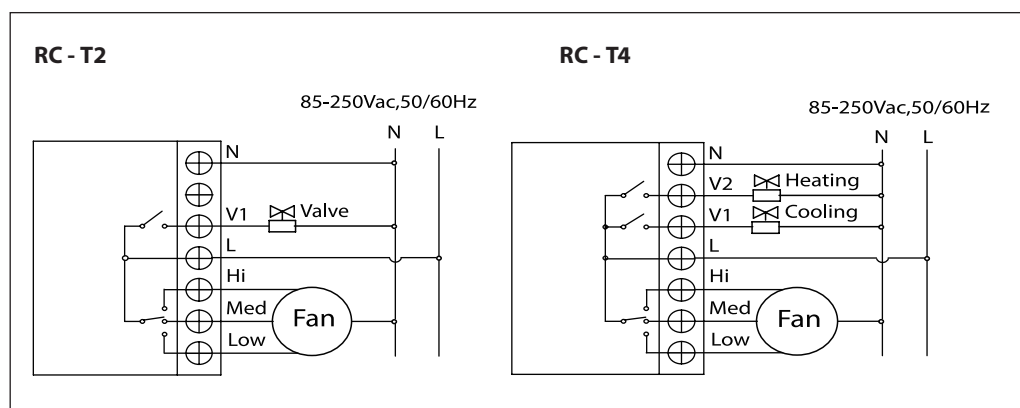 RC - T2
85-250Vac,50/60Hz
N L
N
V1 Valve
L
Hi
Med
Fan
Low
RC - T4
85-250Vac,50/60Hz
N L
N
V2 Heating
V1 Cooling
L
Hi
Med
Fan
Low